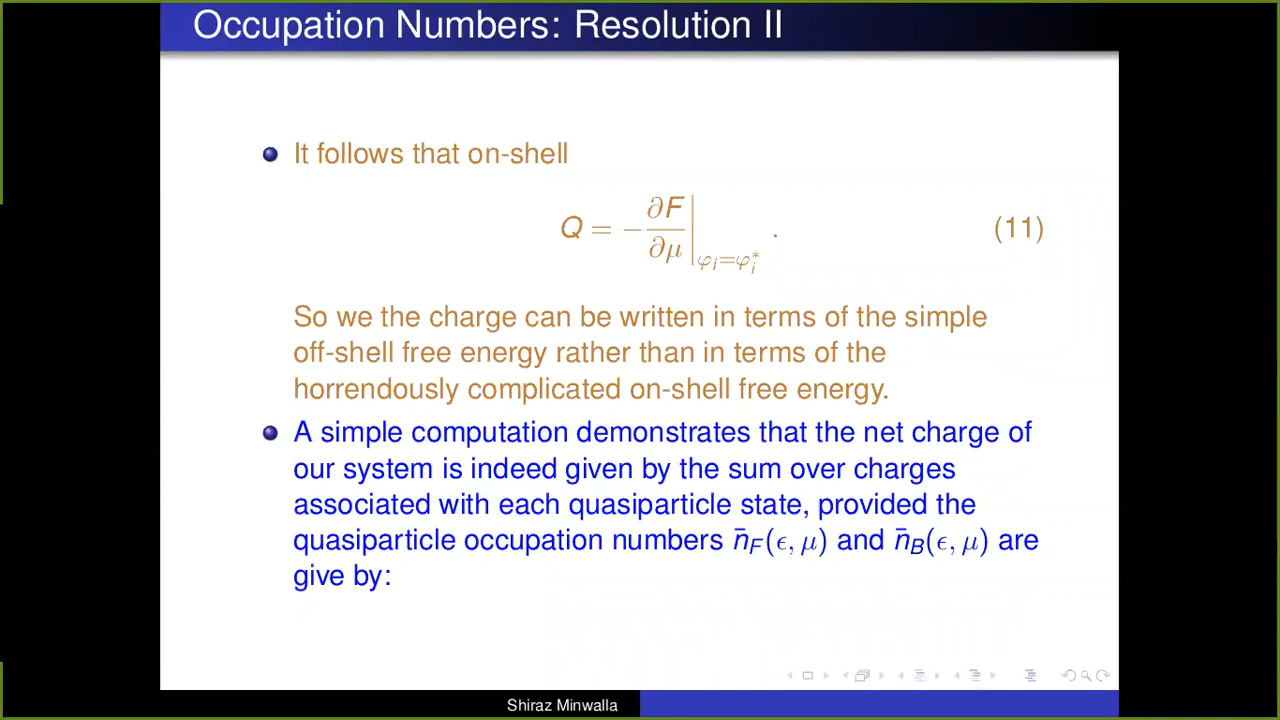 Occupation Numbers: Resolution II
It follows that on-shell
Q = −∂F/∂μ|φᵢ=φᵢ* . (11)
So we the charge can be written in terms of the simple
off-shell free energy rather than in terms of the
horrendously complicated on-shell free energy.
A simple computation demonstrates that the net charge of
our system is indeed given by the sum over charges
associated with each quasiparticle state, provided the
quasiparticle occupation numbers n̄_F(ϵ, μ) and n̄_B(ϵ, μ) are
give by:
Shiraz Minwalla